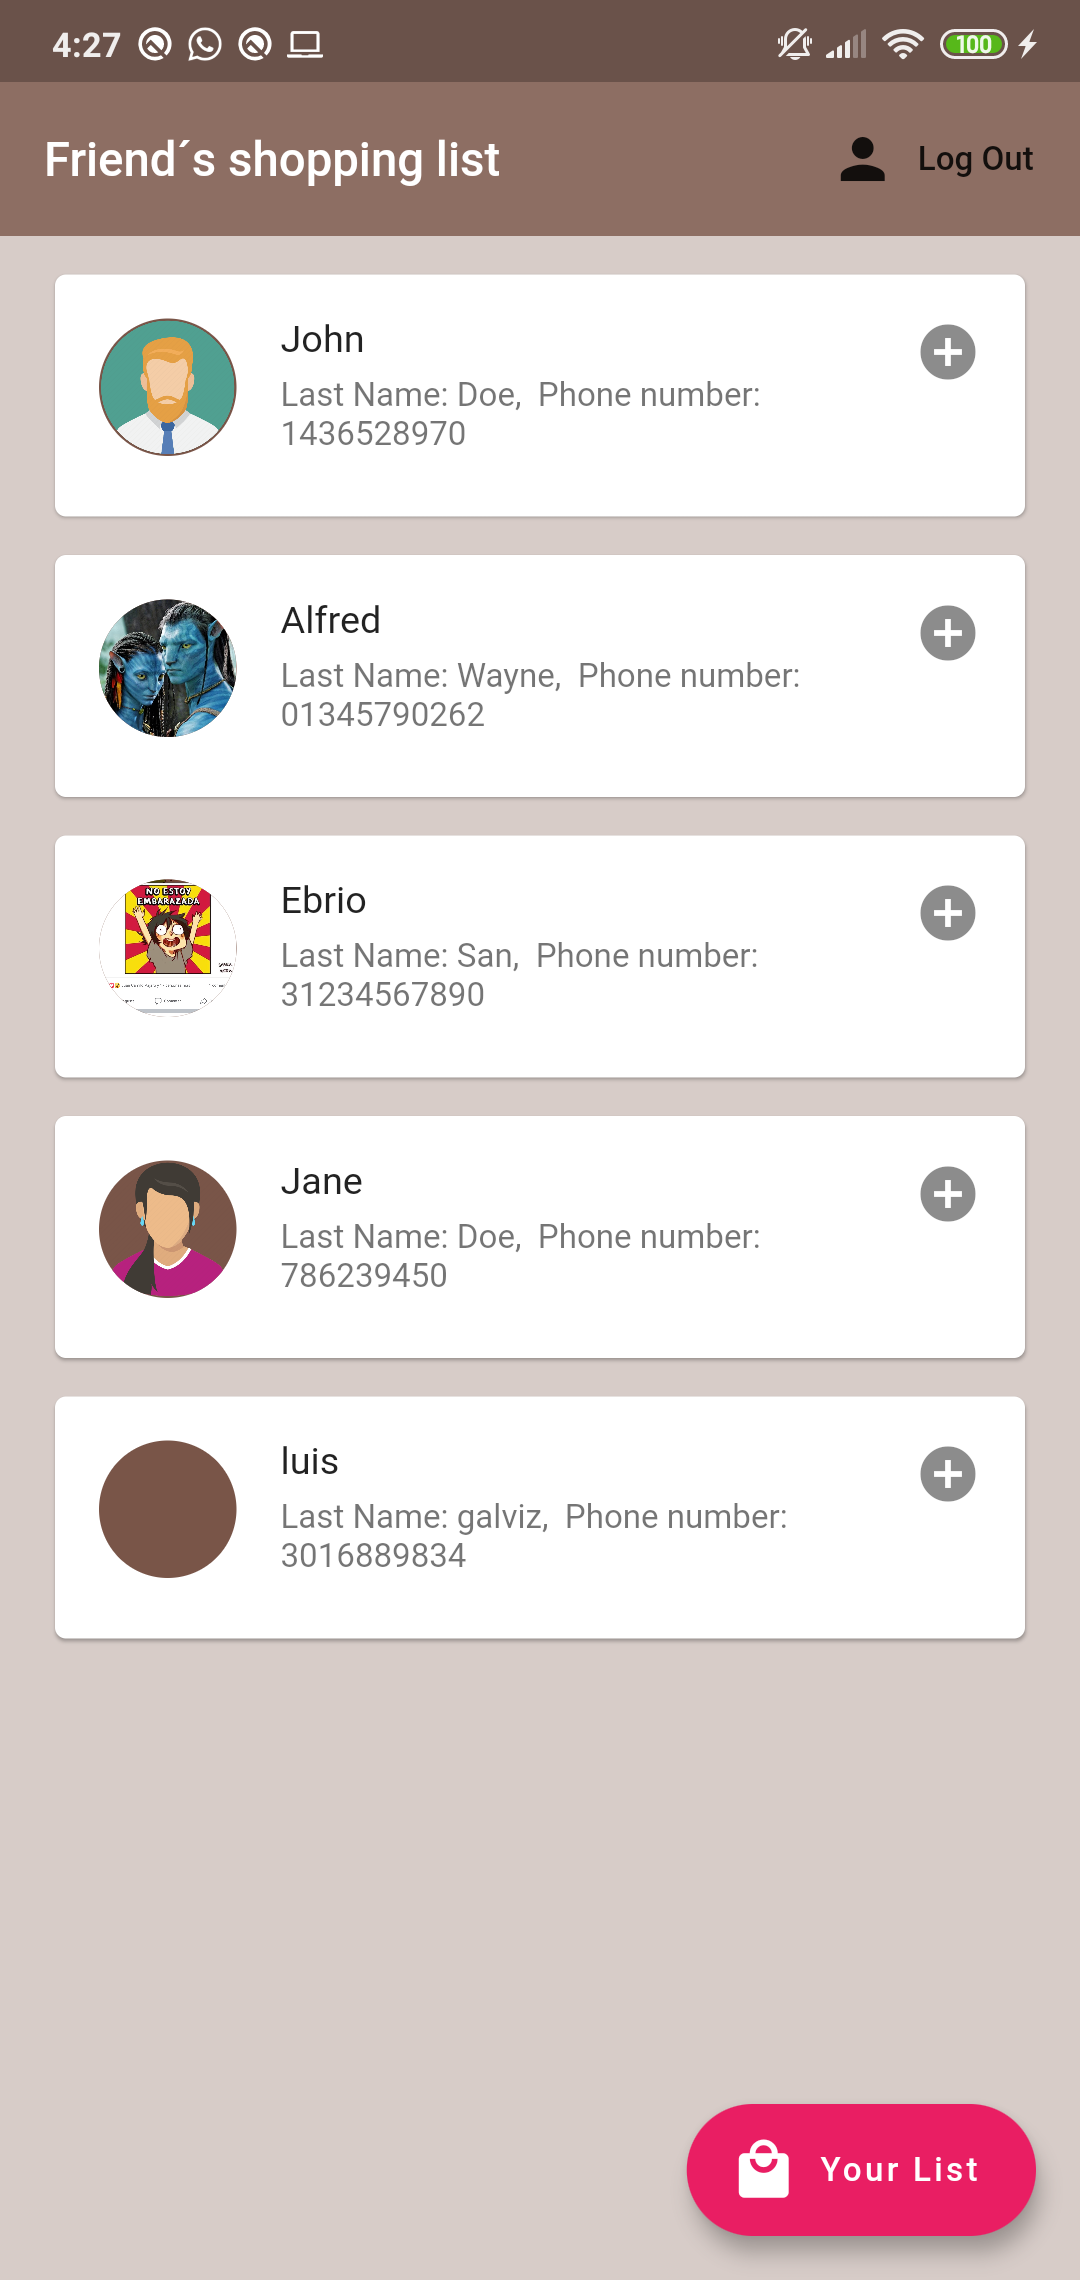 4:27
100
Friend´s shopping list
Log Out
John
Last Name: Doe,  Phone number:
1436528970
Alfred
Last Name: Wayne,  Phone number:
01345790262
NO ESTOY
EMBARAZADA
Ebrio
Last Name: San,  Phone number:
31234567890
Jane
Last Name: Doe,  Phone number:
786239450
luis
Last Name: galviz,  Phone number:
3016889834
Your List